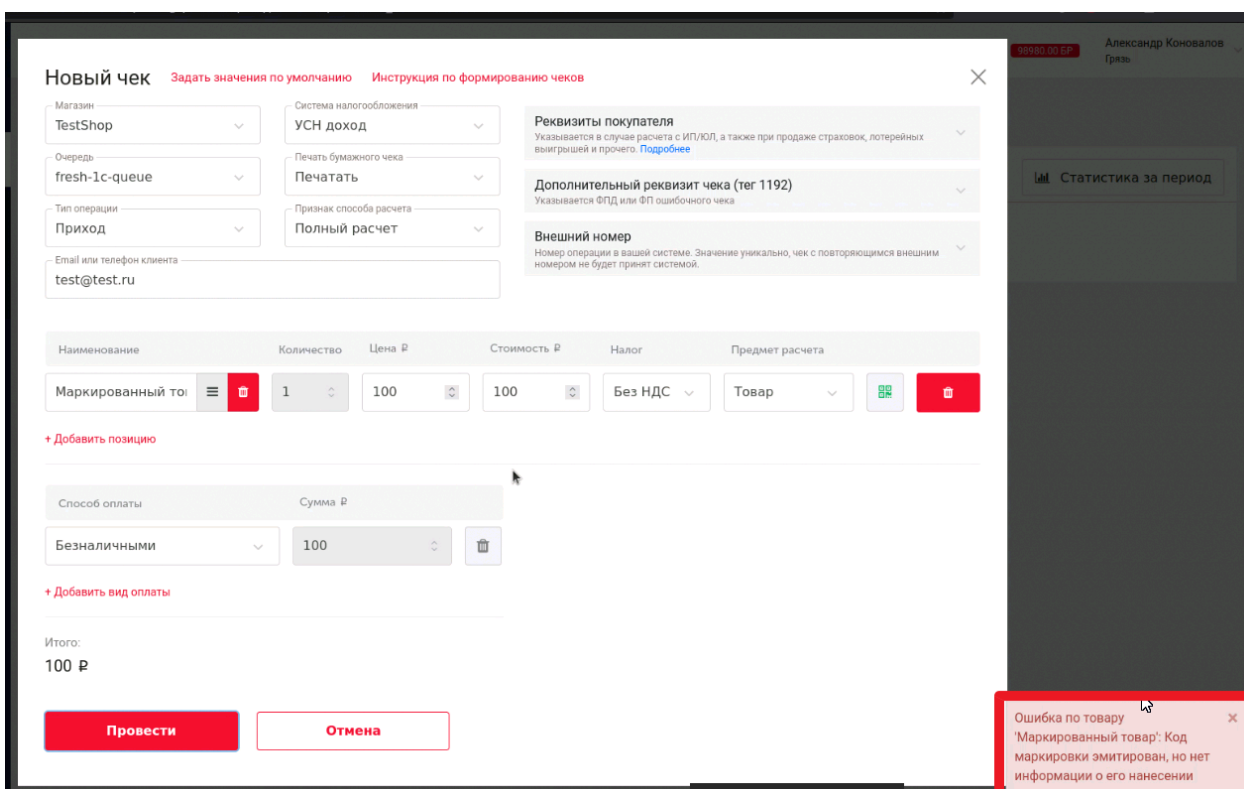 98980.00 БР
Александр Коновалов
Грязь
Новый чек Задать значения по умолчанию Инструкция по формированию чеков
Магазин
TestShop
Система налогообложения
УСН доход
Очередь
fresh-1c-queue
Печать бумажного чека
Печатать
Тип операции
Приход
Признак способа расчета
Полный расчет
Email или телефон клиента
test@test.ru
Реквизиты покупателя
Указывается в случае расчета с ИП/ЮЛ, а также при продаже страховок, лотерейных
выигрышей и прочего. Подробнее
Дополнительный реквизит чека (тег 1192)
Указывается ФПД или ФП ошибочного чека
Внешний номер
Номер операции в вашей системе. Значение уникально, чек с повторяющимся внешним
номером не будет принят системой.
Статистика за период
Наименование Количество Цена ₽ Стоимость ₽ Налог Предмет расчета
Маркированный то 1 100 100 Без НДС Товар
+ Добавить позицию
Способ оплаты Сумма ₽
Безналичными 100
+ Добавить вид оплаты
Итого:
100 ₽
Провести Отмена
Ошибка по товару
'Маркированный товар': Код
маркировки эмитирован, но нет
информации о его нанесении